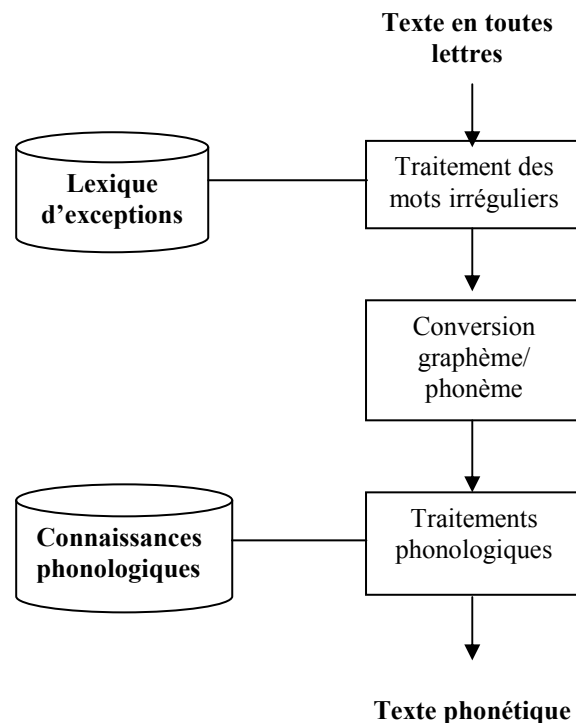 Texte en toutes
lettres
Lexique
d’exceptions
Traitement des
mots irréguliers
Conversion
graphème/
phonème
Connaissances
phonologiques
Traitements
phonologiques
Texte phonétique